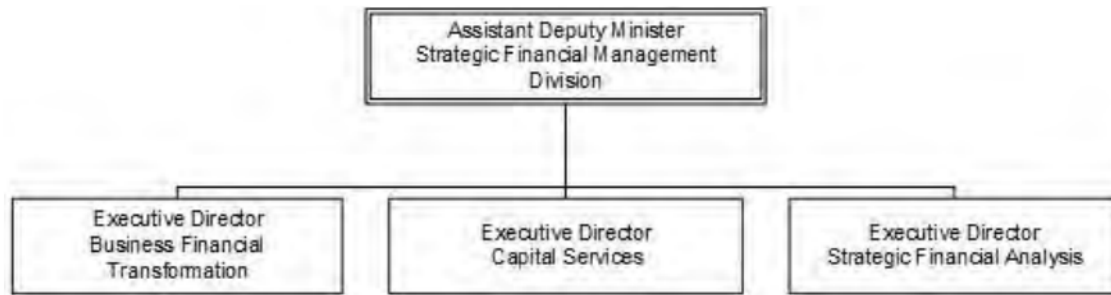 Assistant Deputy Minister
Strategic Financial Management
Division
Executive Director
Business Financial
Transformation
Executive Director
Capital Services
Executive Director
Strategic Financial Analysis